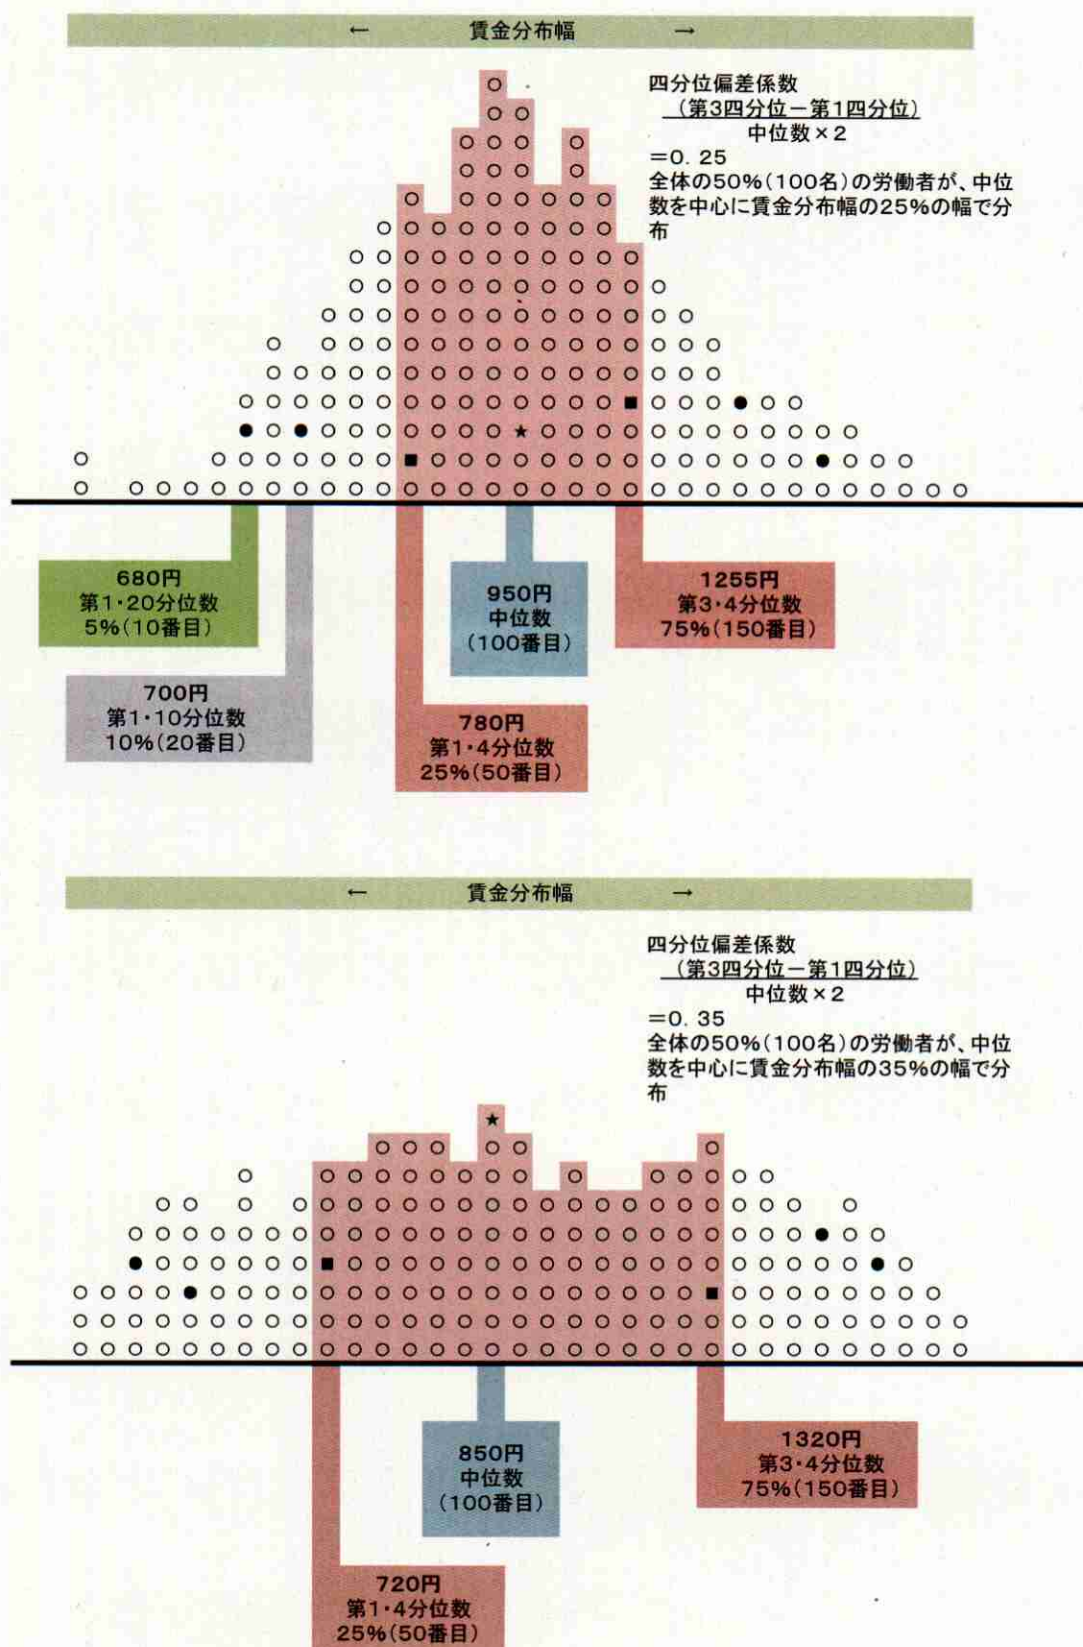 ← 賃金分布幅 →
四分位偏差係数
(第3四分位－第1四分位)
中位数×2
＝0．25
全体の50％(100名)の労働者が、中位
数を中心に賃金分布幅の25％の幅で分
布
680円
第1・20分位数
5％(10番目)
700円
第1・10分位数
10％(20番目)
780円
第1・4分位数
25％(50番目)
950円
中位数
(100番目)
1255円
第3・4分位数
75％(150番目)
← 賃金分布幅 →
四分位偏差係数
(第3四分位－第1四分位)
中位数×2
＝0．35
全体の50％(100名)の労働者が、中位
数を中心に賃金分布幅の35％の幅で分
布
720円
第1・4分位数
25％(50番目)
850円
中位数
(100番目)
1320円
第3・4分位数
75％(150番目)